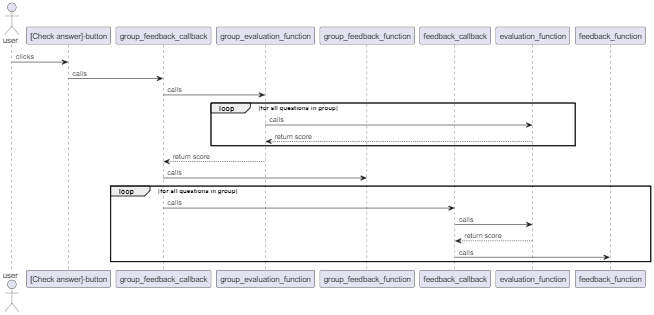 user
[Check answer]-button
group_feedback_callback
group_evaluation_function
group_feedback_function
feedback_callback
evaluation_function
feedback_function
clicks
calls
calls
loop
[for all questions in group]
calls
return score
return score
calls
loop
[for all questions in group]
calls
calls
return score
calls
user
[Check answer]-button
group_feedback_callback
group_evaluation_function
group_feedback_function
feedback_callback
evaluation_function
feedback_function